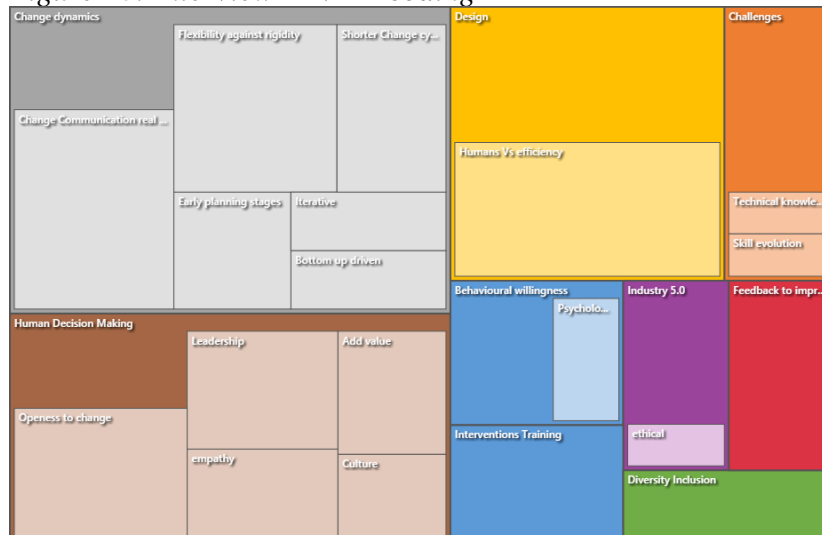 Change dynamics
Flexibility against rigidity
Shorter Change cy...
Change Communication real ...
Early planning stages
Iterative
Bottom up driven
Human Decision Making
Leadership
Add value
Openess to change
empathy
Culture
Design
Humans Vs efficiency
Challenges
Technical knowle...
Skill evolution
Behavioural willingness
Psycholo...
Industry 5.0
ethical
Feedback to impr...
Interventions Training
Diversity Inclusion